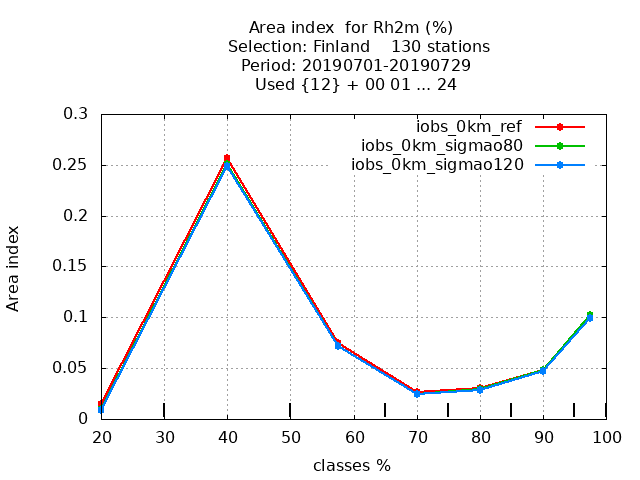 Area index  for Rh2m (%)
Selection: Finland    130 stations
Period: 20190701-20190729
Used {12} + 00 01 ... 24
iobs_0km_ref
iobs_0km_sigmao80
iobs_0km_sigmao120
0.3
0.25
0.2
0.15
0.1
0.05
0
Area index
20 30 40 50 60 70 80 90 100
classes %